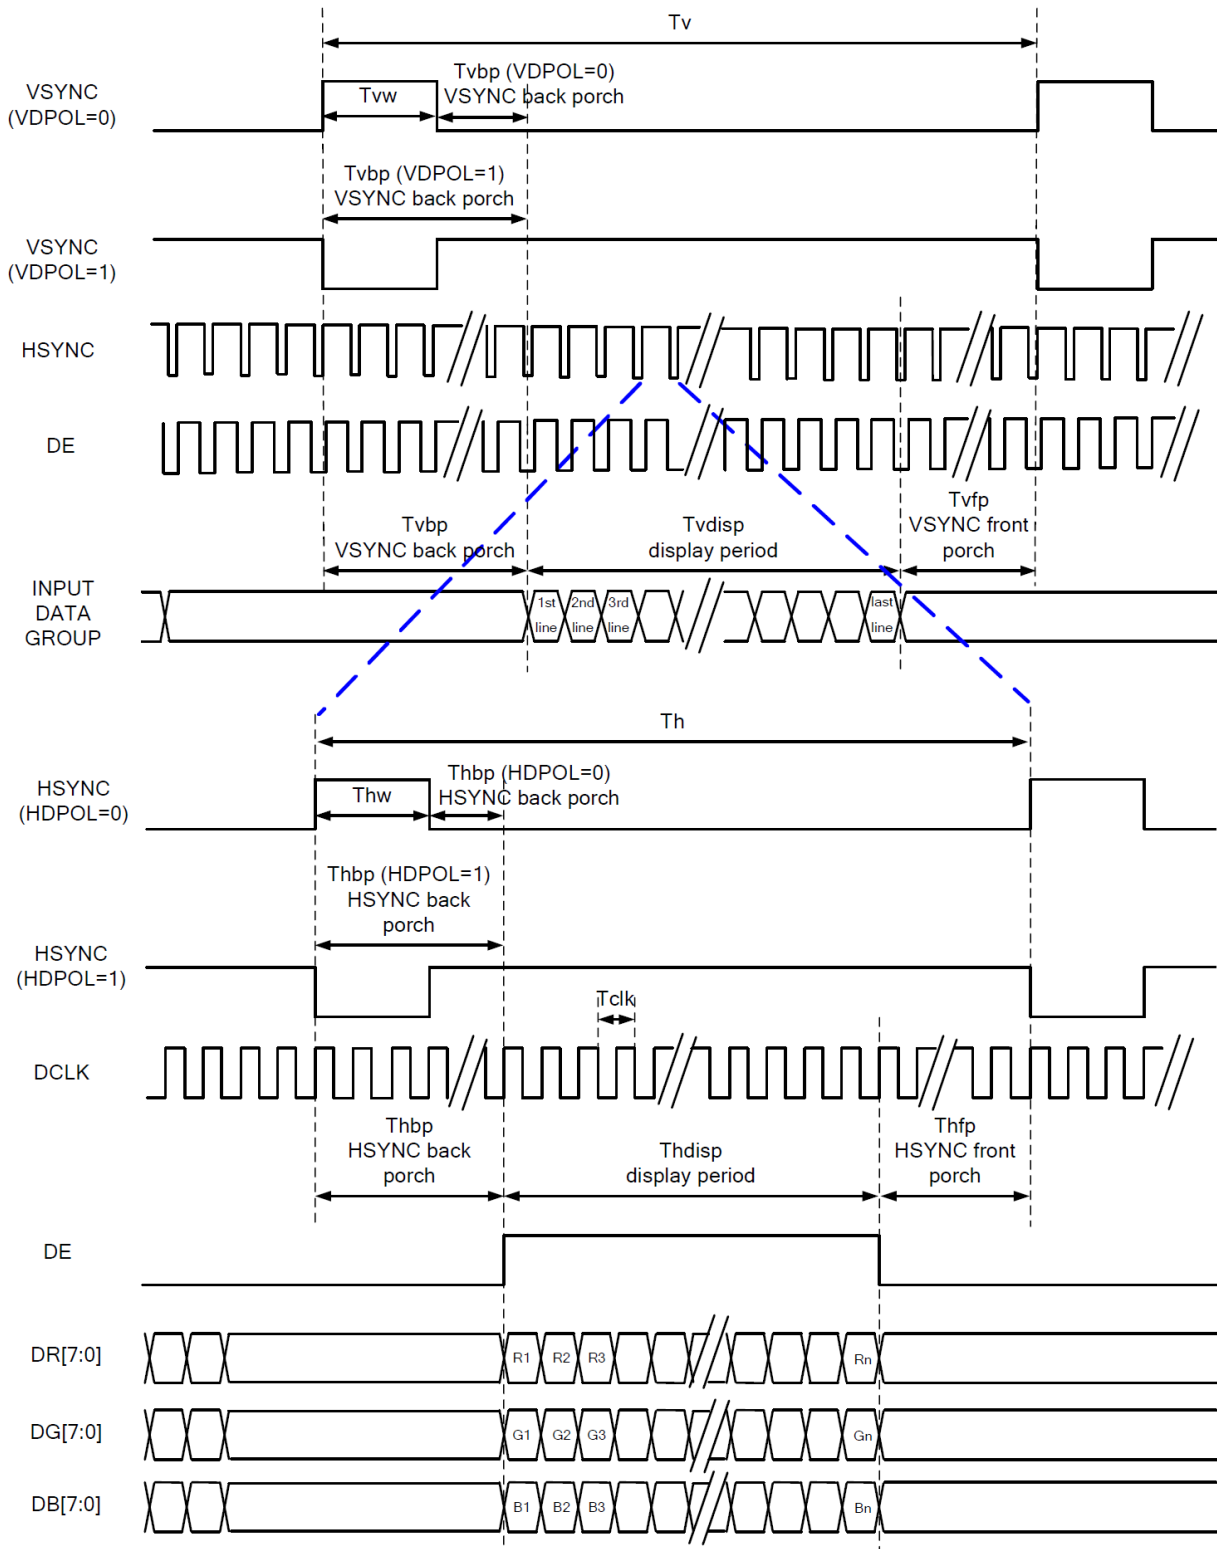 Tv
VSYNC
(VDPOL=0)
Tvw
Tvbp (VDPOL=0)
VSYNC back porch
Tvbp (VDPOL=1)
VSYNC back porch
VSYNC
(VDPOL=1)
HSYNC
DE
Tvbp
VSYNC back porch
Tvdisp
display period
Tvfp
VSYNC front
porch
INPUT
DATA
GROUP
1st
line
2nd
line
3rd
line
last
line
Th
HSYNC
(HDPOL=0)
Thw
Thbp (HDPOL=0)
HSYNC back porch
Thbp (HDPOL=1)
HSYNC back
porch
HSYNC
(HDPOL=1)
Tclk
DCLK
Thbp
HSYNC back
porch
Thdisp
display period
Thfp
HSYNC front
porch
DE
DR[7:0]
R1 R2 R3 Rn
DG[7:0]
G1 G2 G3 Gn
DB[7:0]
B1 B2 B3 Bn